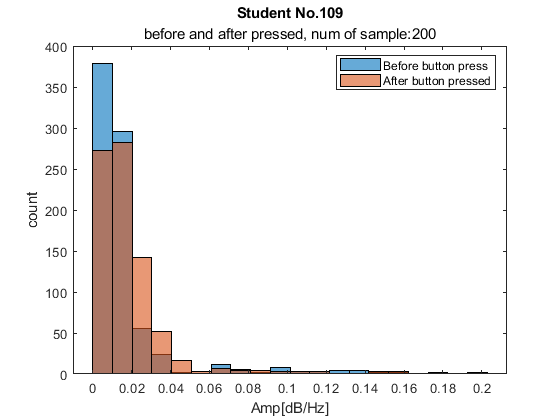 Student No.109
before and after pressed, num of sample:200
Before button press
After button pressed
400
350
300
250
200
150
100
50
0
count
0 0.02 0.04 0.06 0.08 0.1 0.12 0.14 0.16 0.18 0.2
Amp[dB/Hz]